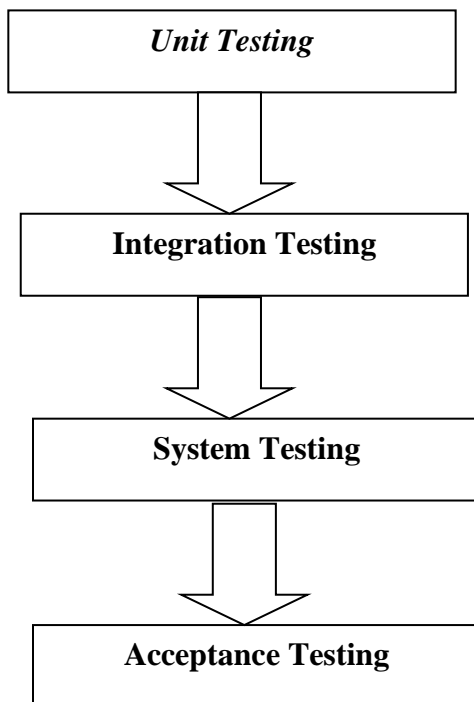 Unit Testing
Integration Testing
System Testing
Acceptance Testing